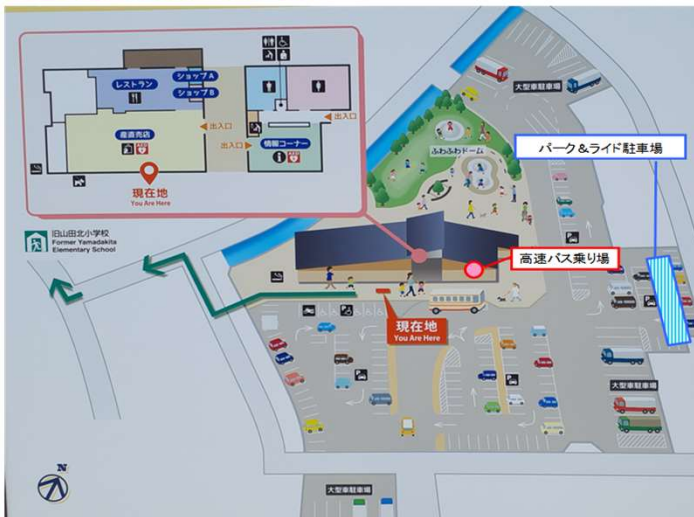 レストラン
ショップA
ショップB
産直売店
出入口
出入口
情報コーナー
現在地
You Are Here
旧山田北小学校
Former Yamadakita
Elementary School
大型車駐車場
ふわふわドーム
パーク&ライド駐車場
高速バス乗り場
現在地
You Are Here
P
P
P
P
大型車駐車場
大型車駐車場
P
N